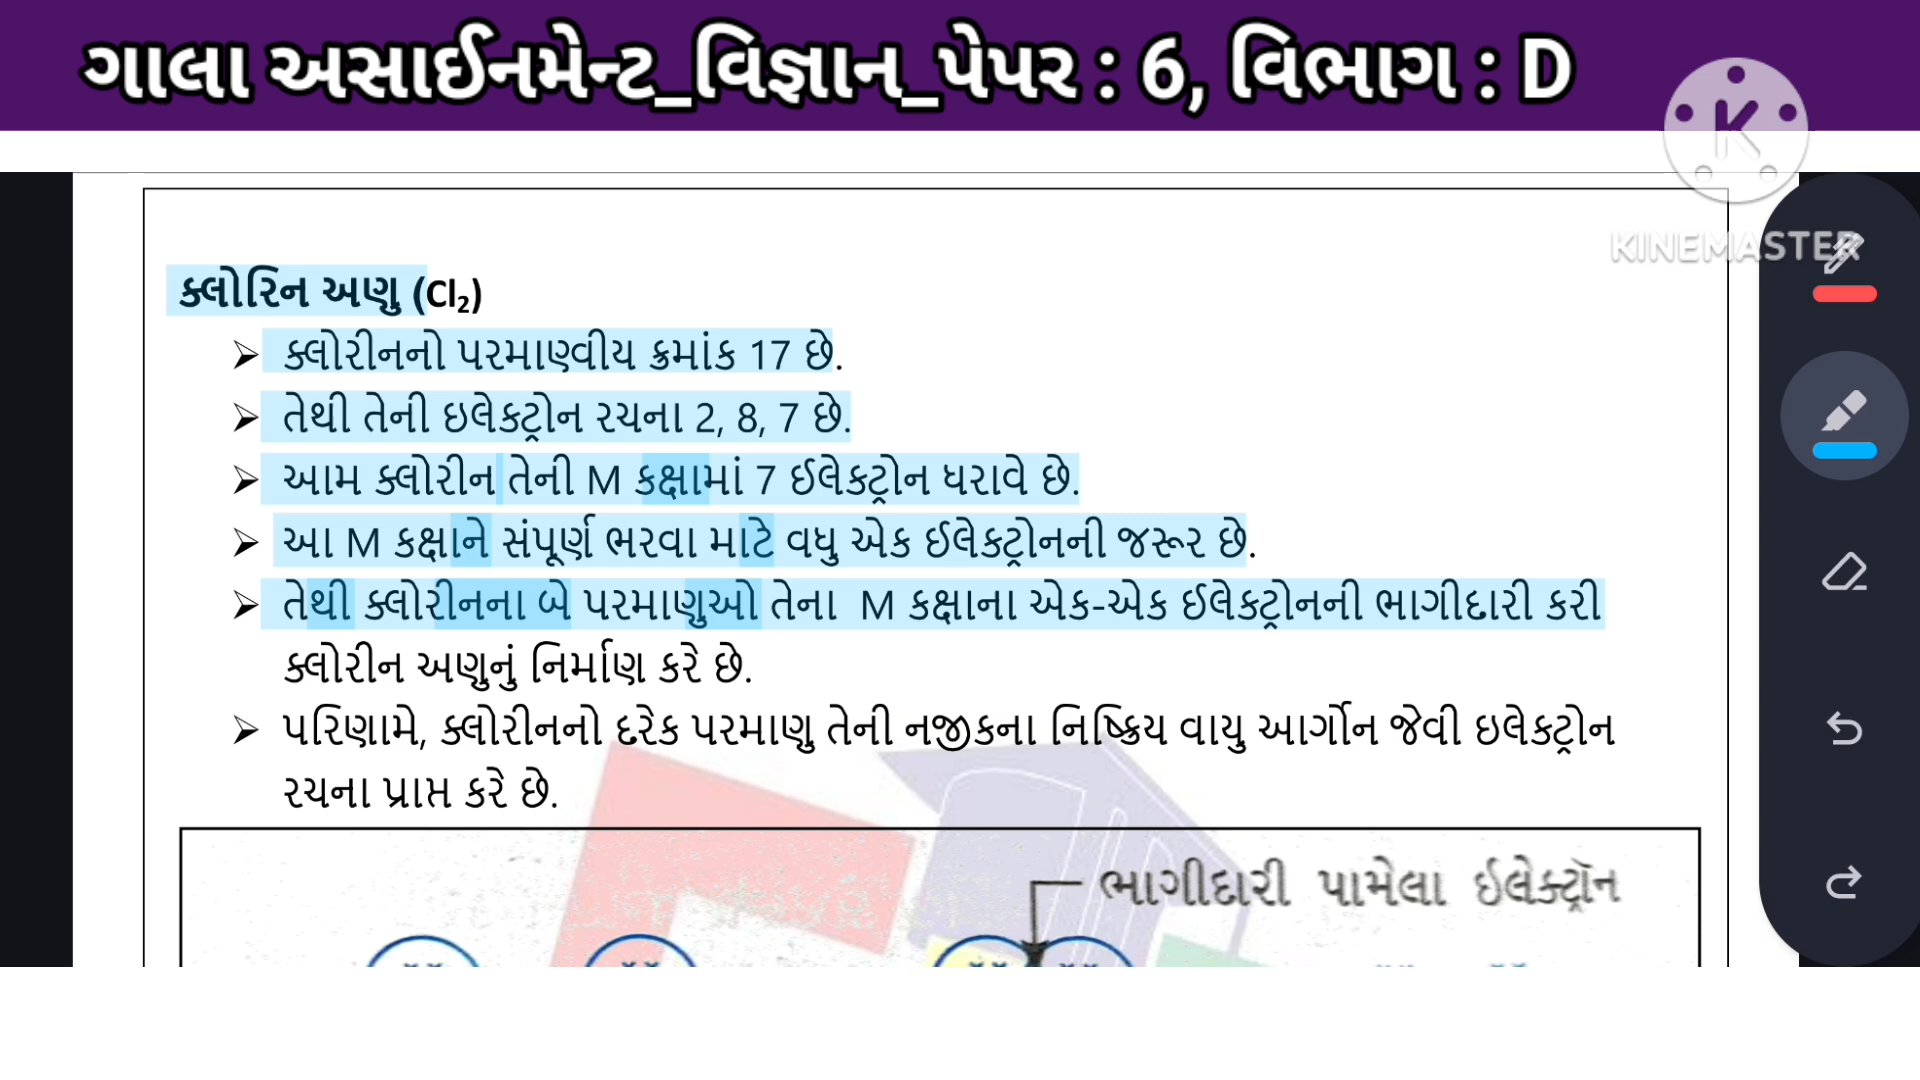 ગાલા અસાઈનમેન્ટ_વિજ્ઞાન_પેપર : 6, વિભાગ : D
K
KINEMASTER
ક્લોરિન અણુ (Cl₂)
➢ ક્લોરીનનો પરમાણ્વીય ક્રમાંક 17 છે.
➢ તેથી તેની ઇલેક્ટ્રોન રચના 2, 8, 7 છે.
➢ આમ ક્લોરીન તેની M કક્ષામાં 7 ઈલેક્ટ્રોન ધરાવે છે.
➢ આ M કક્ષાને સંપૂર્ણ ભરવા માટે વધુ એક ઈલેક્ટ્રોનની જરૂર છે.
➢ તેથી ક્લોરીનના બે પરમાણુઓ તેના M કક્ષાના એક-એક ઈલેક્ટ્રોનની ભાગીદારી કરી
ક્લોરીન અણુનું નિર્માણ કરે છે.
➢ પરિણામે, ક્લોરીનનો દરેક પરમાણુ તેની નજીકના નિષ્ક્રિય વાયુ આર્ગોન જેવી ઇલેક્ટ્રોન
રચના પ્રાપ્ત કરે છે.
ભાગીદારી પામેલા ઇલેક્ટ્રૉન